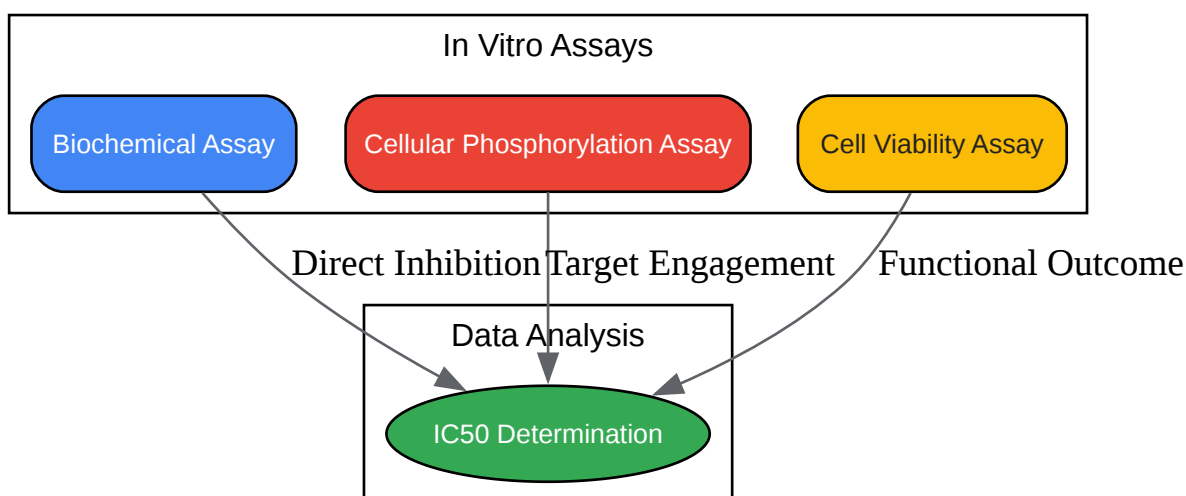 In Vitro Assays
Biochemical Assay
Cellular Phosphorylation Assay
Cell Viability Assay
Direct Inhibition
Target Engagement
Functional Outcome
Data Analysis
IC50 Determination